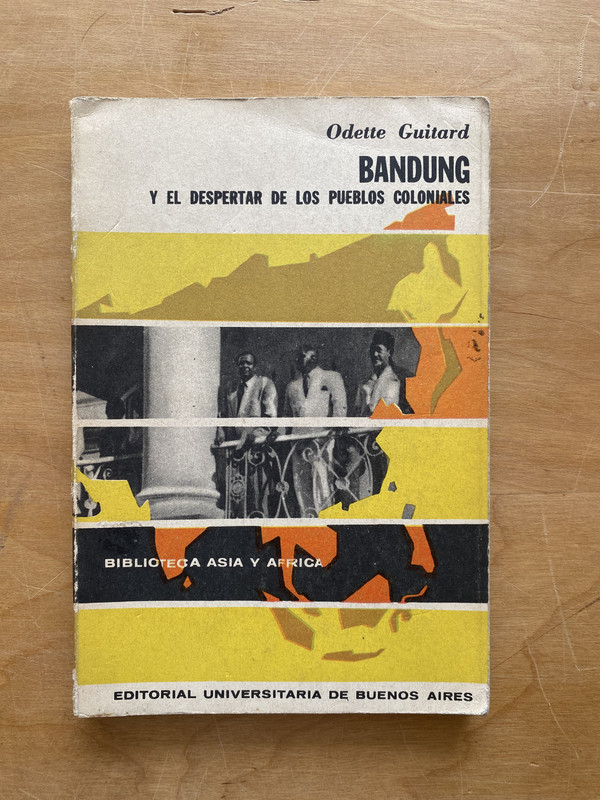 Odette Guitard
BANDUNG
Y EL DESPERTAR DE LOS PUEBLOS COLONIALES
BIBLIOTECA ASIA Y AFRICA
EDITORIAL UNIVERSITARIA DE BUENOS AIRES